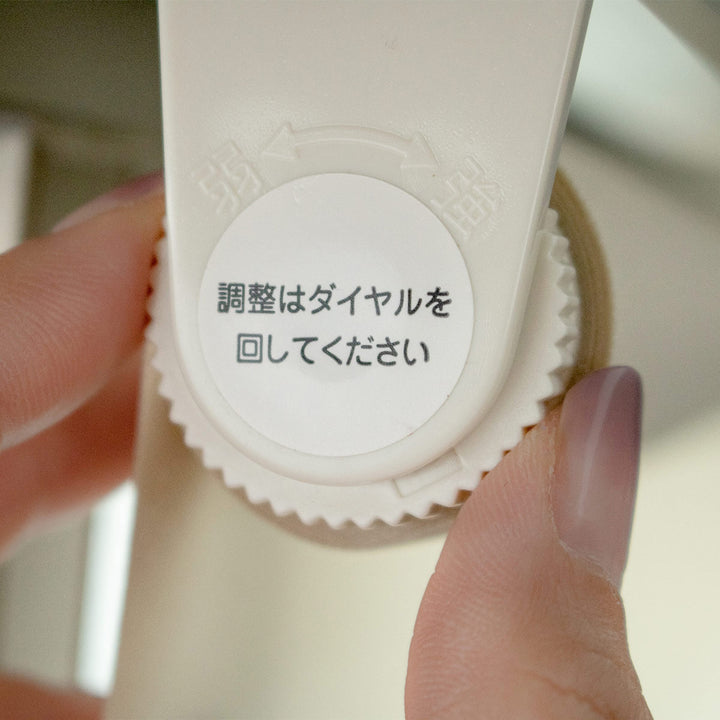 弱
強
調整はダイヤルを
回してください